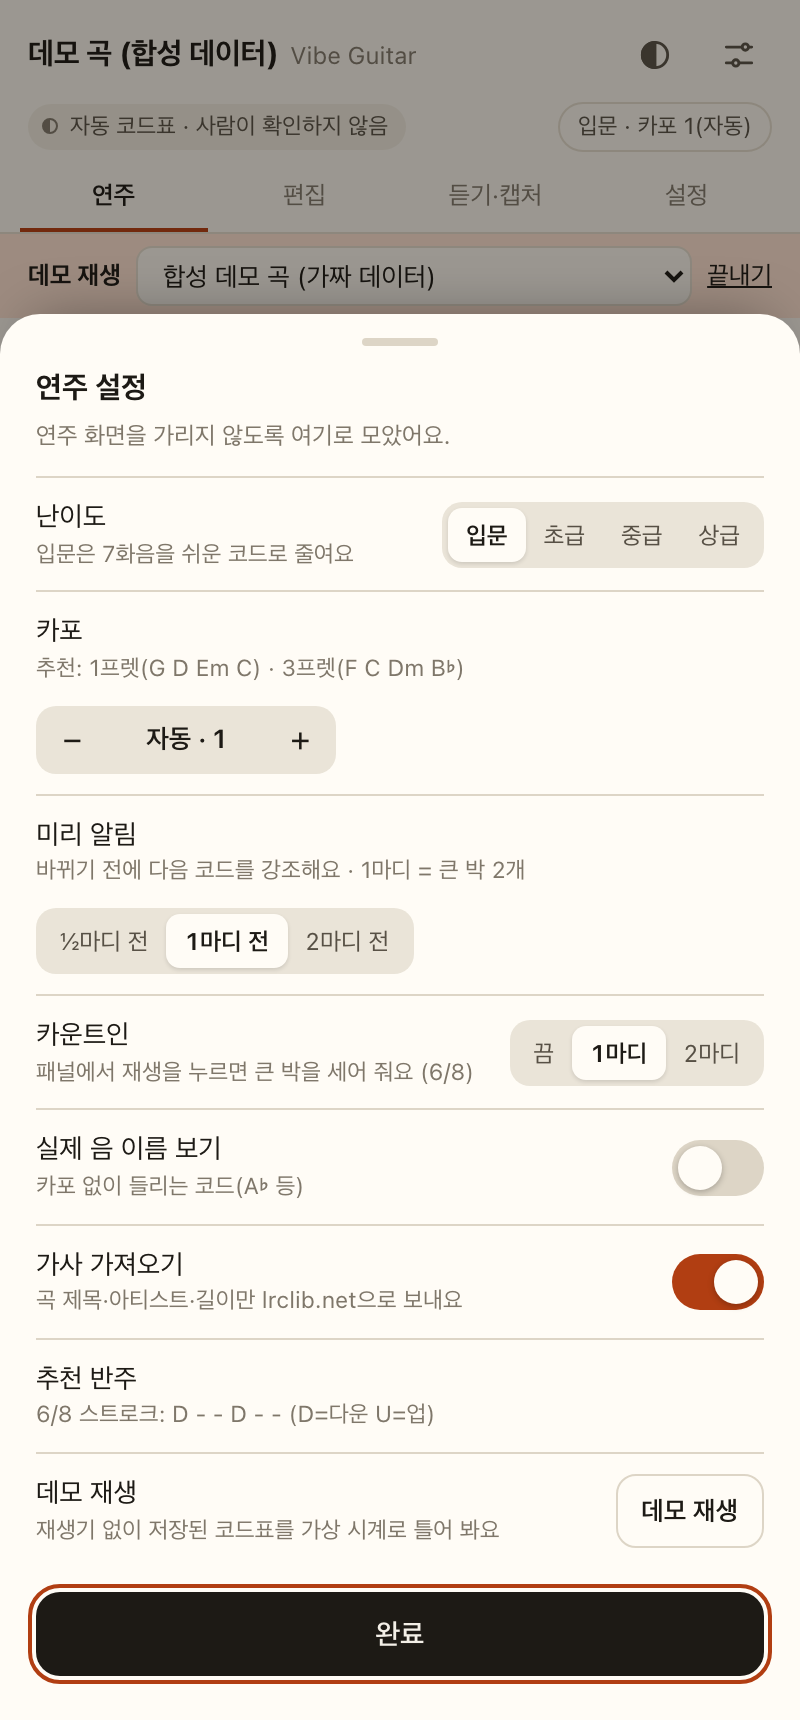 데모 곡 (합성 데이터) Vibe Guitar
자동 코드표 · 사람이 확인하지 않음
입문 · 카포 1(자동)
연주 편집 듣기·캡처 설정
데모 재생 합성 데모 곡 (가짜 데이터) 끝내기
연주 설정
연주 화면을 가리지 않도록 여기로 모았어요.
난이도
입문은 7화음을 쉬운 코드로 줄여요
입문 초급 중급 상급
카포
추천: 1프렛(G D Em C) · 3프렛(F C Dm B♭)
− 자동 · 1 +
미리 알림
바뀌기 전에 다음 코드를 강조해요 · 1마디 = 큰 박 2개
½마디 전 1마디 전 2마디 전
카운트인
패널에서 재생을 누르면 큰 박을 세어 줘요 (6/8)
끔 1마디 2마디
실제 음 이름 보기
카포 없이 들리는 코드(A♭ 등)
가사 가져오기
곡 제목·아티스트·길이만 lrclib.net으로 보내요
추천 반주
6/8 스트로크: D - - D - - (D=다운 U=업)
데모 재생
재생기 없이 저장된 코드표를 가상 시계로 틀어 봐요
데모 재생
완료